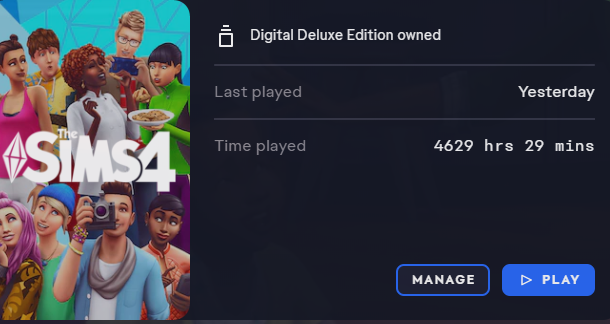 The
SIMS4
Digital Deluxe Edition owned
Last played Yesterday
Time played 4629 hrs 29 mins
MANAGE PLAY